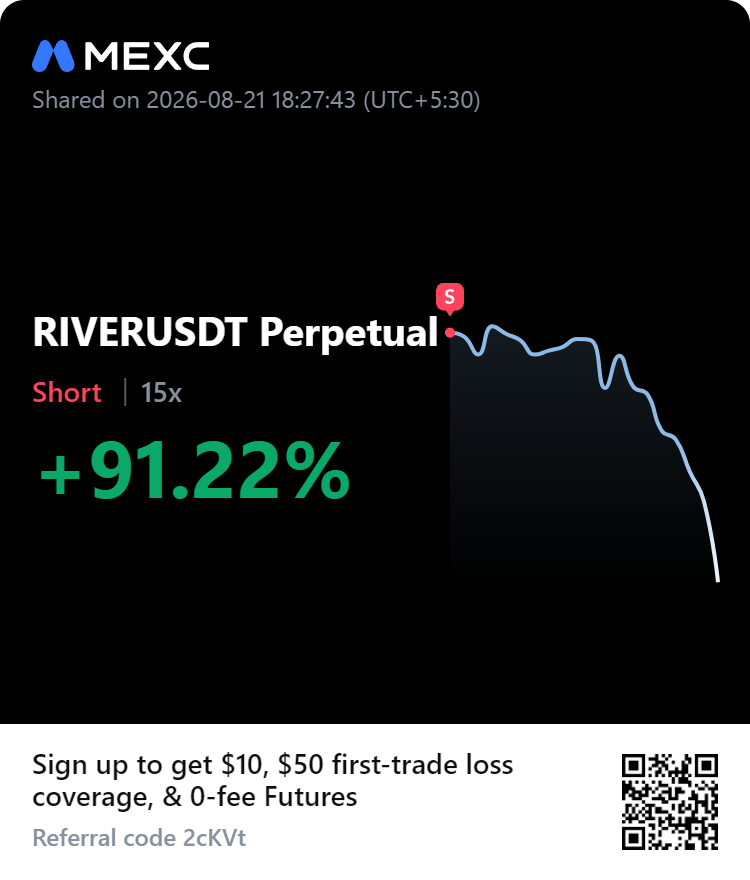 MEXC
Shared on 2026-08-21 18:27:43 (UTC+5:30)
S
RIVERUSDT Perpetual
Short | 15x
+91.22%
Sign up to get $10, $50 first-trade loss
coverage, & 0-fee Futures
Referral code 2cKVt